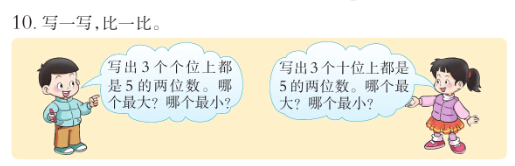 10. 写一写,比一比。
写出3个个位上都
是5的两位数。哪
个最大？哪个最小？
写出3个十位上都是
5的两位数。哪个最
大？哪个最小？